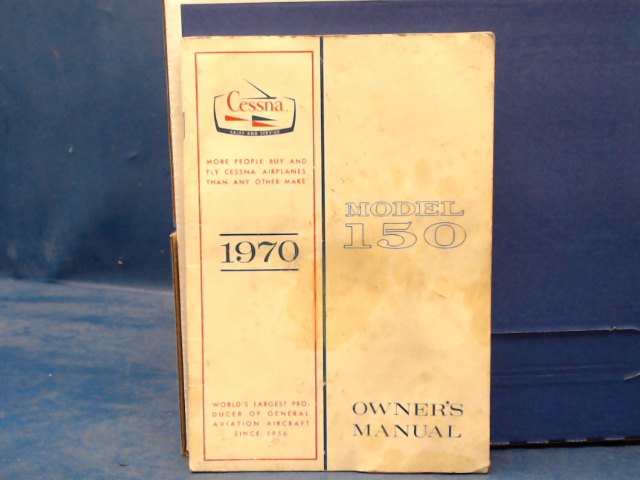 Cessna
SALES AND SERVICE
MORE PEOPLE BUY AND
FLY CESSNA AIRPLANES
THAN ANY OTHER MAKE
1970
WORLD'S LARGEST PRO-
DUCER OF GENERAL
AVIATION AIRCRAFT
SINCE 1956
MODEL
150
OWNER'S
MANUAL